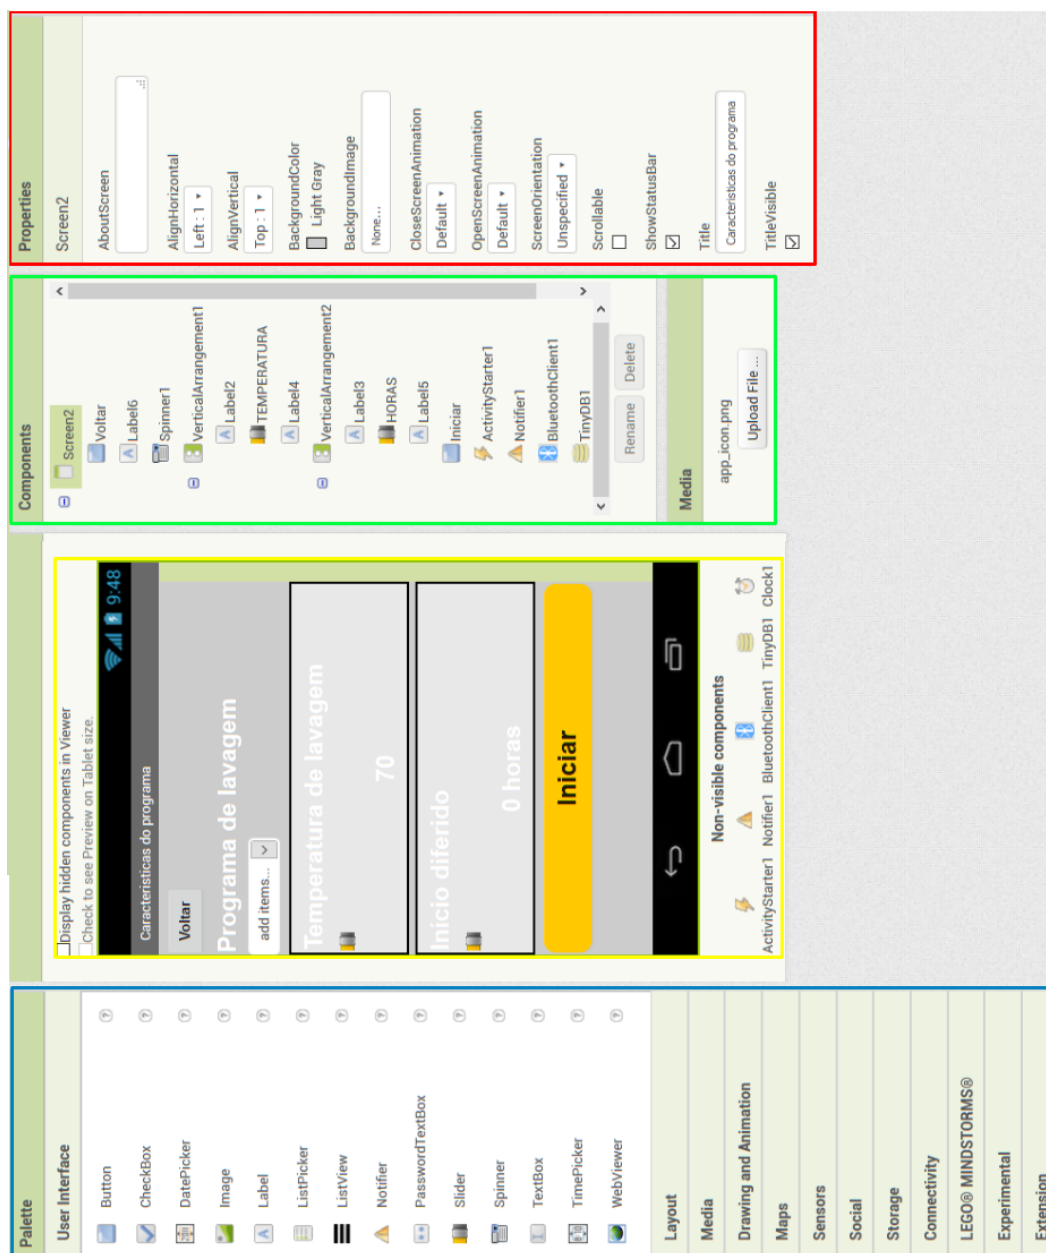 Palette
User Interface
Button
CheckBox
DatePicker
Image
Label
ListPicker
ListView
Notifier
PasswordTextBox
Slider
Spinner
TextBox
TimePicker
WebViewer
Layout
Media
Drawing and Animation
Maps
Sensors
Social
Storage
Connectivity
LEGO® MINDSTORMS®
Experimental
Extension
Display hidden components in Viewer
Check to see Preview on Tablet size.
9:48
Caracteristicas do programa
Voltar
Programa de lavagem
add items...
Temperatura de lavagem
70
Início diferido
0 horas
Iniciar
Non-visible components
ActivityStarter1 Notifier1 BluetoothClient1 TinyDB1 Clock1
Components
Screen2
Voltar
Label6
Spinner1
VerticalArrangement1
Label2
TEMPERATURA
Label4
VerticalArrangement2
Label3
HORAS
Label5
Iniciar
ActivityStarter1
Notifier1
BluetoothClient1
TinyDB1
Rename Delete
Media
app_icon.png
Upload File ...
Properties
Screen2
AboutScreen
AlignHorizontal
Left : 1
AlignVertical
Top : 1
BackgroundColor
Light Gray
BackgroundImage
None...
CloseScreenAnimation
Default
OpenScreenAnimation
Default
ScreenOrientation
Unspecified
Scrollable
ShowStatusBar
Title
Caracteristicas do programa
TitleVisible